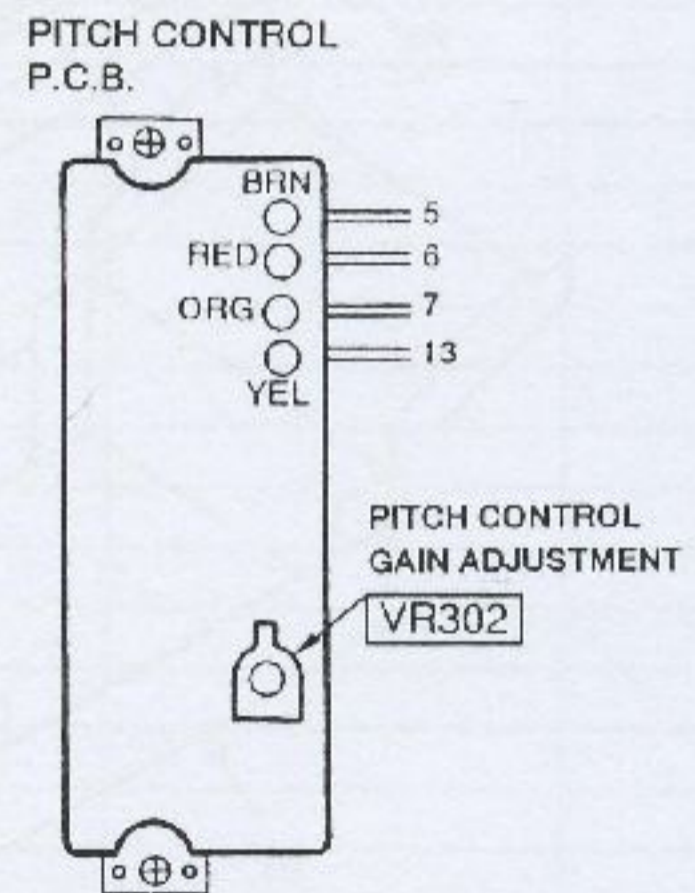 PITCH CONTROL
P.C.B.
BRN
5
RED
6
ORG
7
13
YEL
PITCH CONTROL
GAIN ADJUSTMENT
VR302